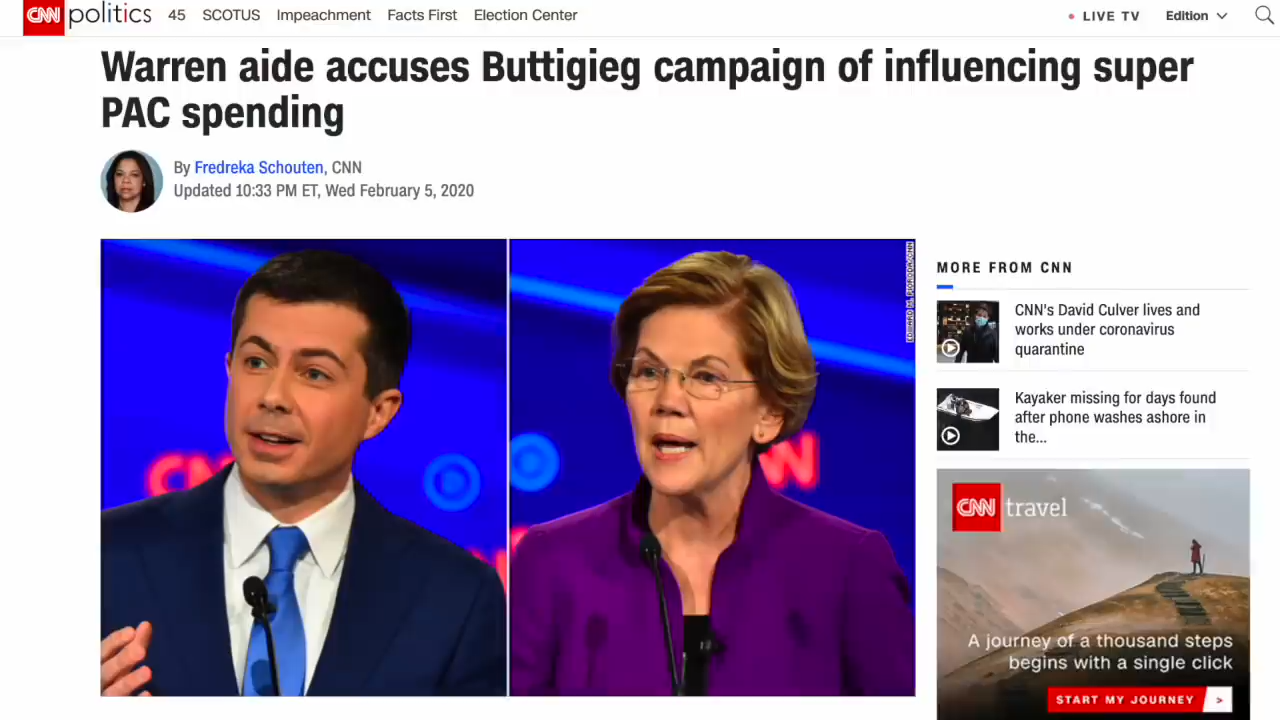 CNN politics 45 SCOTUS Impeachment Facts First Election Center LIVE TV Edition
Warren aide accuses Buttigieg campaign of influencing super
PAC spending
By Fredreka Schouten, CNN
Updated 10:33 PM ET, Wed February 5, 2020
MORE FROM CNN
CNN's David Culver lives and
works under coronavirus
quarantine
Kayaker missing for days found
after phone washes ashore in
the...
CNN travel
A journey of a thousand steps
begins with a single click
START MY JOURNEY >